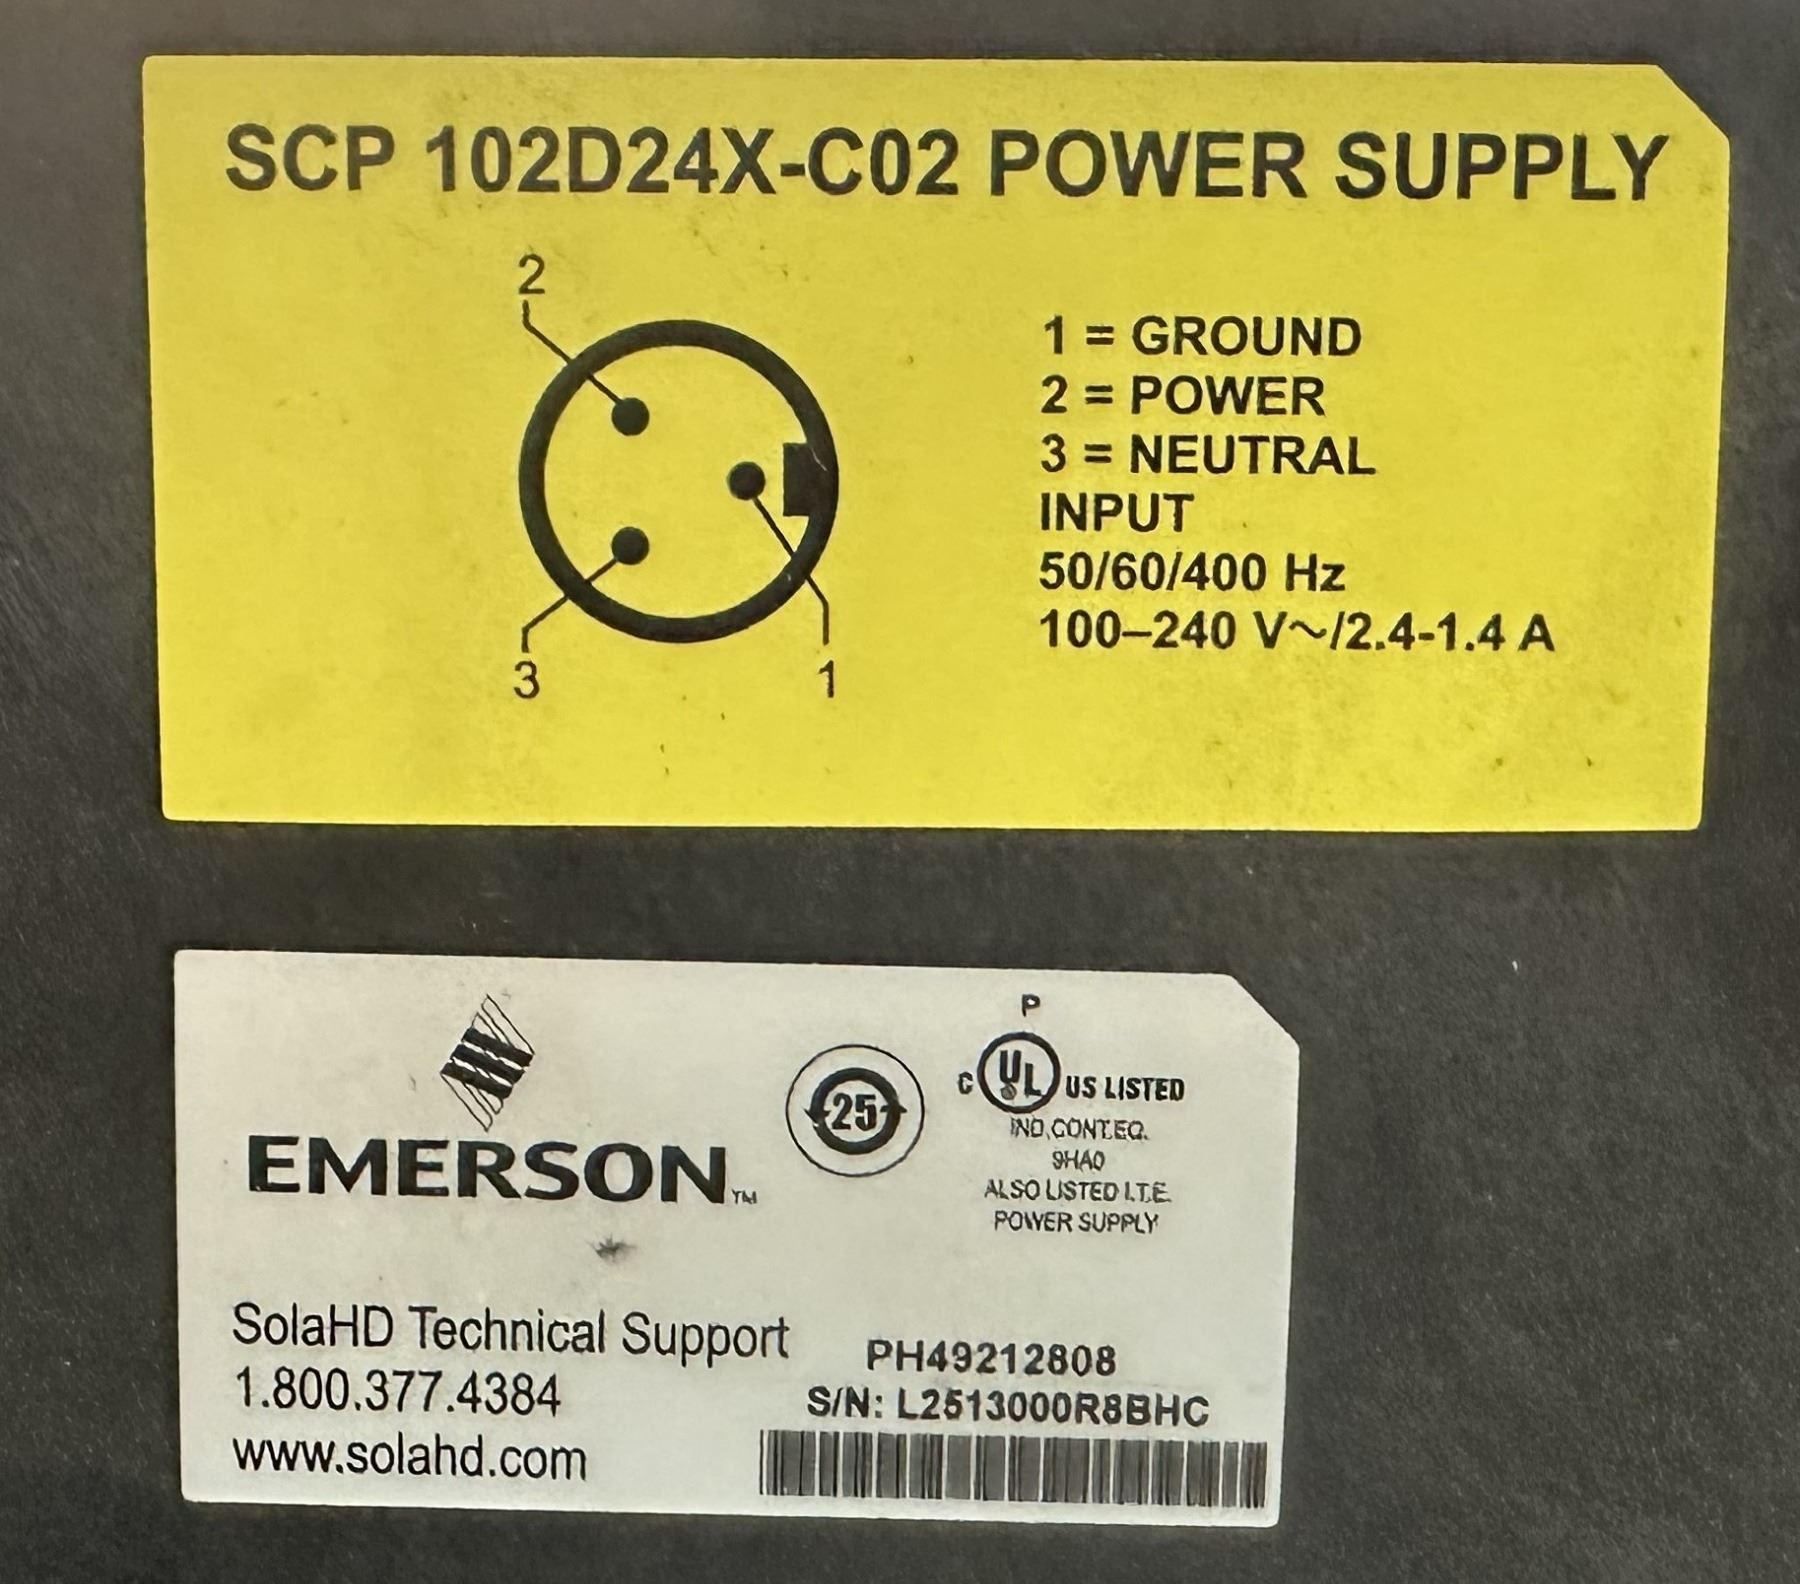 SCP 102D24X-C02 POWER SUPPLY
2
3
1
1 = GROUND
2 = POWER
3 = NEUTRAL
INPUT
50/60/400 Hz
100–240 V~/2.4-1.4 A
EMERSON™
25
P
C UL US LISTED
IND.CONT.EQ.
9HA0
ALSO LISTED I.T.E.
POWER SUPPLY
SolaHD Technical Support
1.800.377.4384
www.solahd.com
PH49212808
S/N: L2513000R8BHC